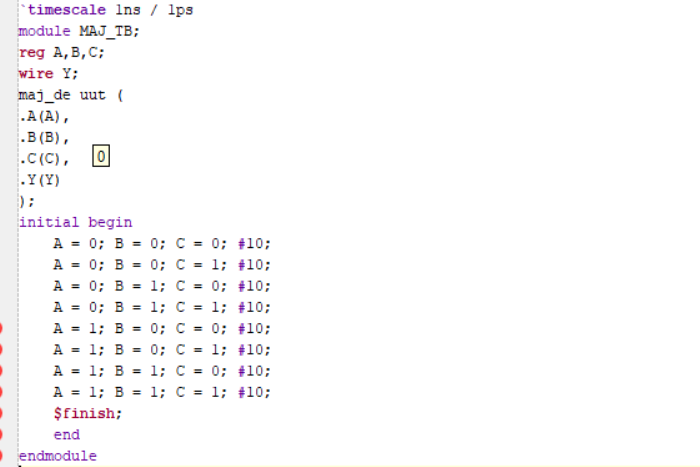 `timescale 1ns / 1ps
module MAJ_TB;
reg A,B,C;
wire Y;
maj_de uut (
.A(A),
.B(B),
.C(C),
0
.Y(Y)
);
initial begin
    A = 0; B = 0; C = 0; #10;
    A = 0; B = 0; C = 1; #10;
    A = 0; B = 1; C = 0; #10;
    A = 0; B = 1; C = 1; #10;
    A = 1; B = 0; C = 0; #10;
    A = 1; B = 0; C = 1; #10;
    A = 1; B = 1; C = 0; #10;
    A = 1; B = 1; C = 1; #10;
    $finish;
    end
endmodule